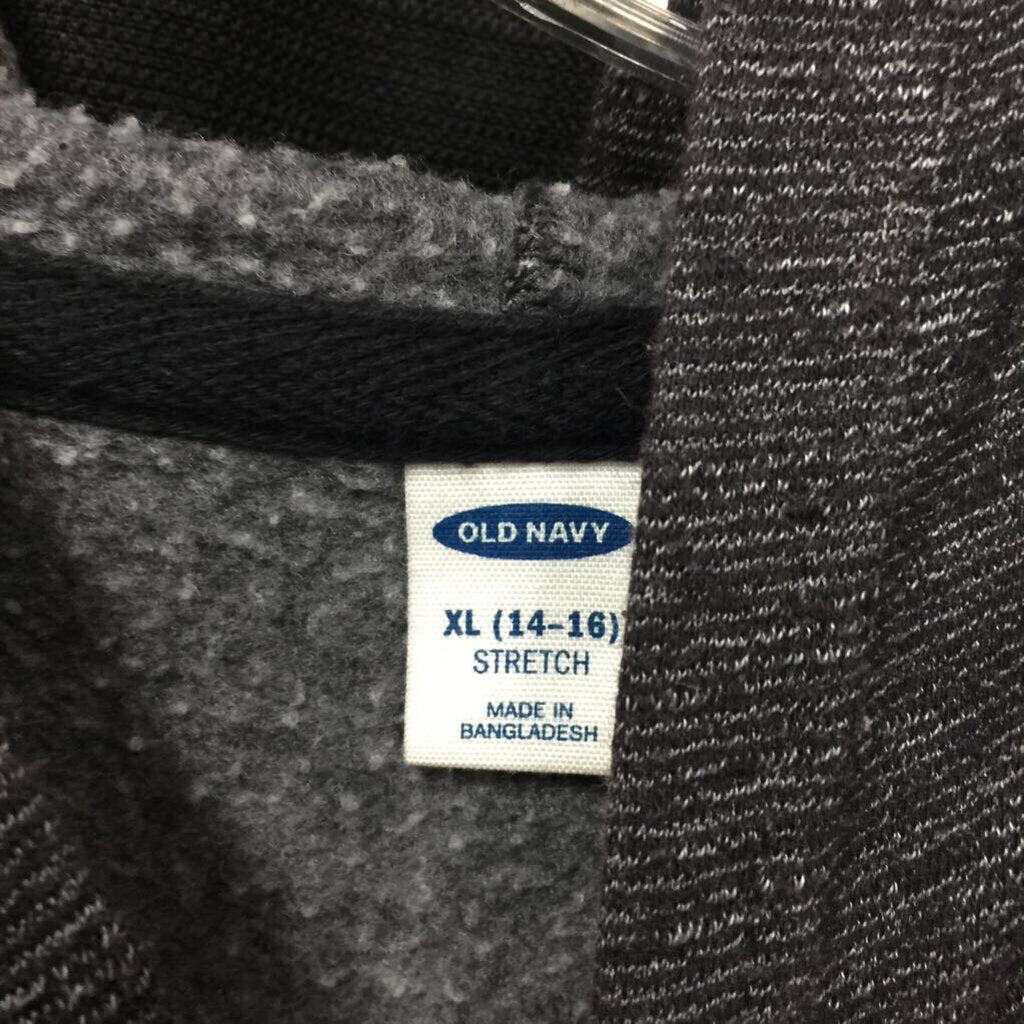 OLD NAVY
XL (14-16)
STRETCH
MADE IN
BANGLADESH